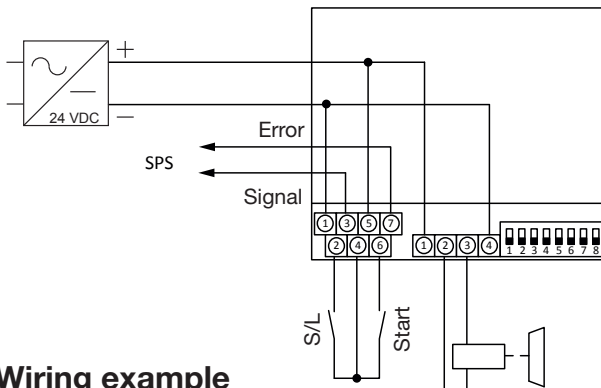 +
24 VDC
−
Error
SPS
Signal
1 3 5 7
2 4 6
1 2 3 4
1 2 3 4 5 6 7 8
S/L
Start
Wiring example